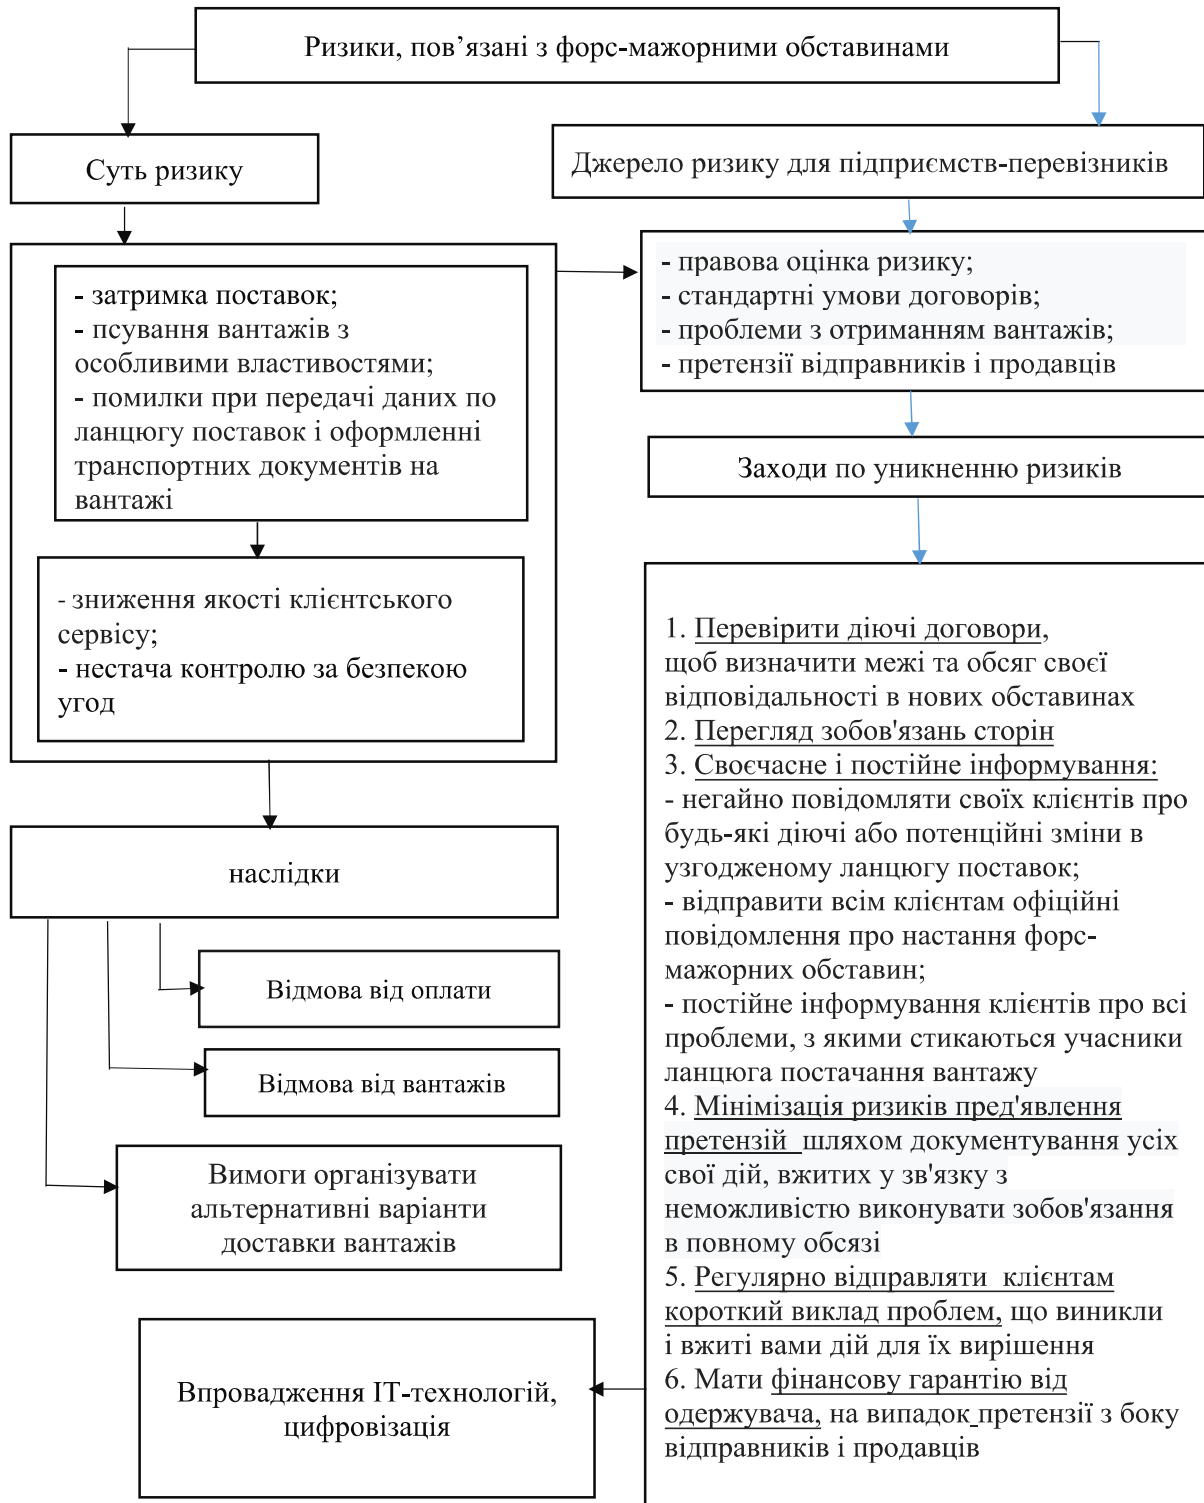 Ризики, пов’язані з форс-мажорними обставинами
Суть ризику
Джерело ризику для підприємств-перевізників
- затримка поставок;
- псування вантажів з
особливими властивостями;
- помилки при передачі даних по
ланцюгу поставок і оформленні
транспортних документів на
вантажі
- зниження якості клієнтського
сервісу;
- нестача контролю за безпекою
угод
- правова оцінка ризику;
- стандартні умови договорів;
- проблеми з отриманням вантажів;
- претензії відправників і продавців
Заходи по уникненню ризиків
наслідки
Відмова від оплати
Відмова від вантажів
Вимоги організувати
альтернативні варіанти
доставки вантажів
1. Перевірити діючі договори,
щоб визначити межі та обсяг своєї
відповідальності в нових обставинах
2. Перегляд зобов'язань сторін
3. Своєчасне і постійне інформування:
- негайно повідомляти своїх клієнтів про
будь-які діючі або потенційні зміни в
узгодженому ланцюгу поставок;
- відправити всім клієнтам офіційні
повідомлення про настання форс-
мажорних обставин;
- постійне інформування клієнтів про всі
проблеми, з якими стикаються учасники
ланцюга постачання вантажу
4. Мінімізація ризиків пред'явлення
претензій шляхом документування усіх
свої дій, вжитих у зв'язку з
неможливістю виконувати зобов'язання
в повному обсязі
5. Регулярно відправляти клієнтам
короткий виклад проблем, що виникли
і вжиті вами дій для їх вирішення
6. Мати фінансову гарантію від
одержувача, на випадок претензії з боку
відправників і продавців
Впровадження ІТ-технологій,
цифровізація